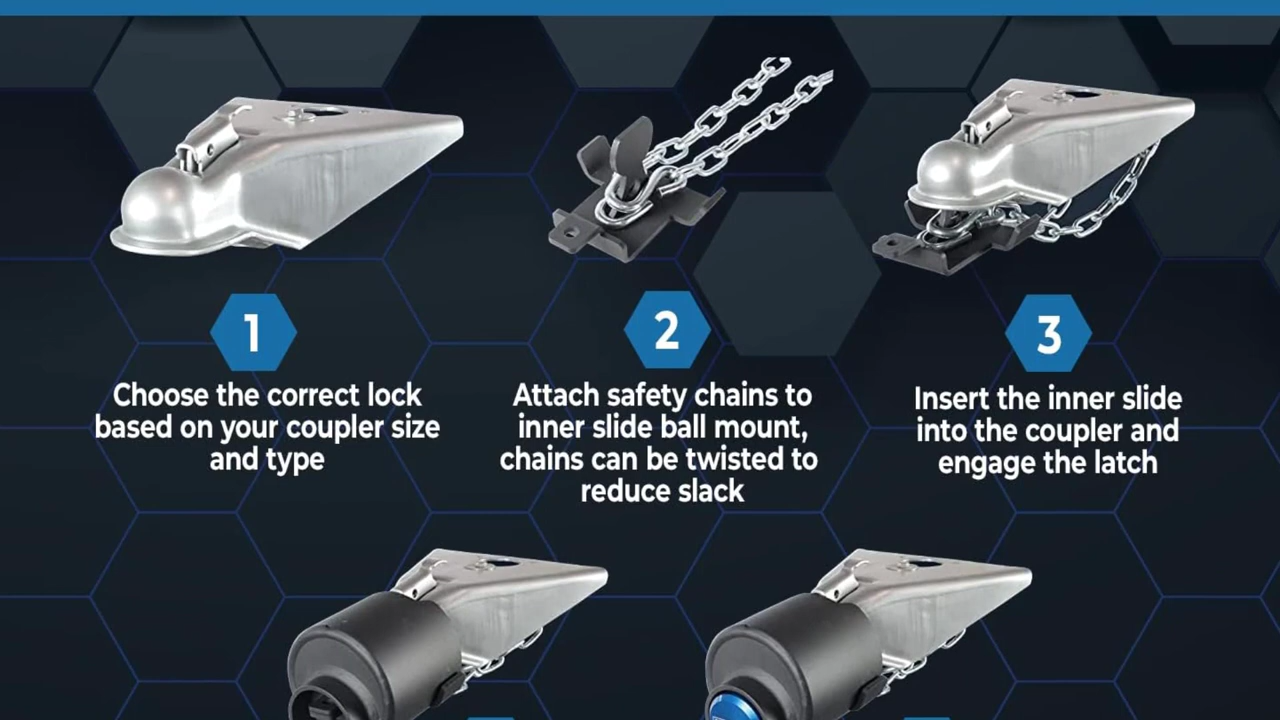 1
Choose the correct lock
based on your coupler size
and type
2
Attach safety chains to
inner slide ball mount,
chains can be twisted to
reduce slack
3
Insert the inner slide
into the coupler and
engage the latch